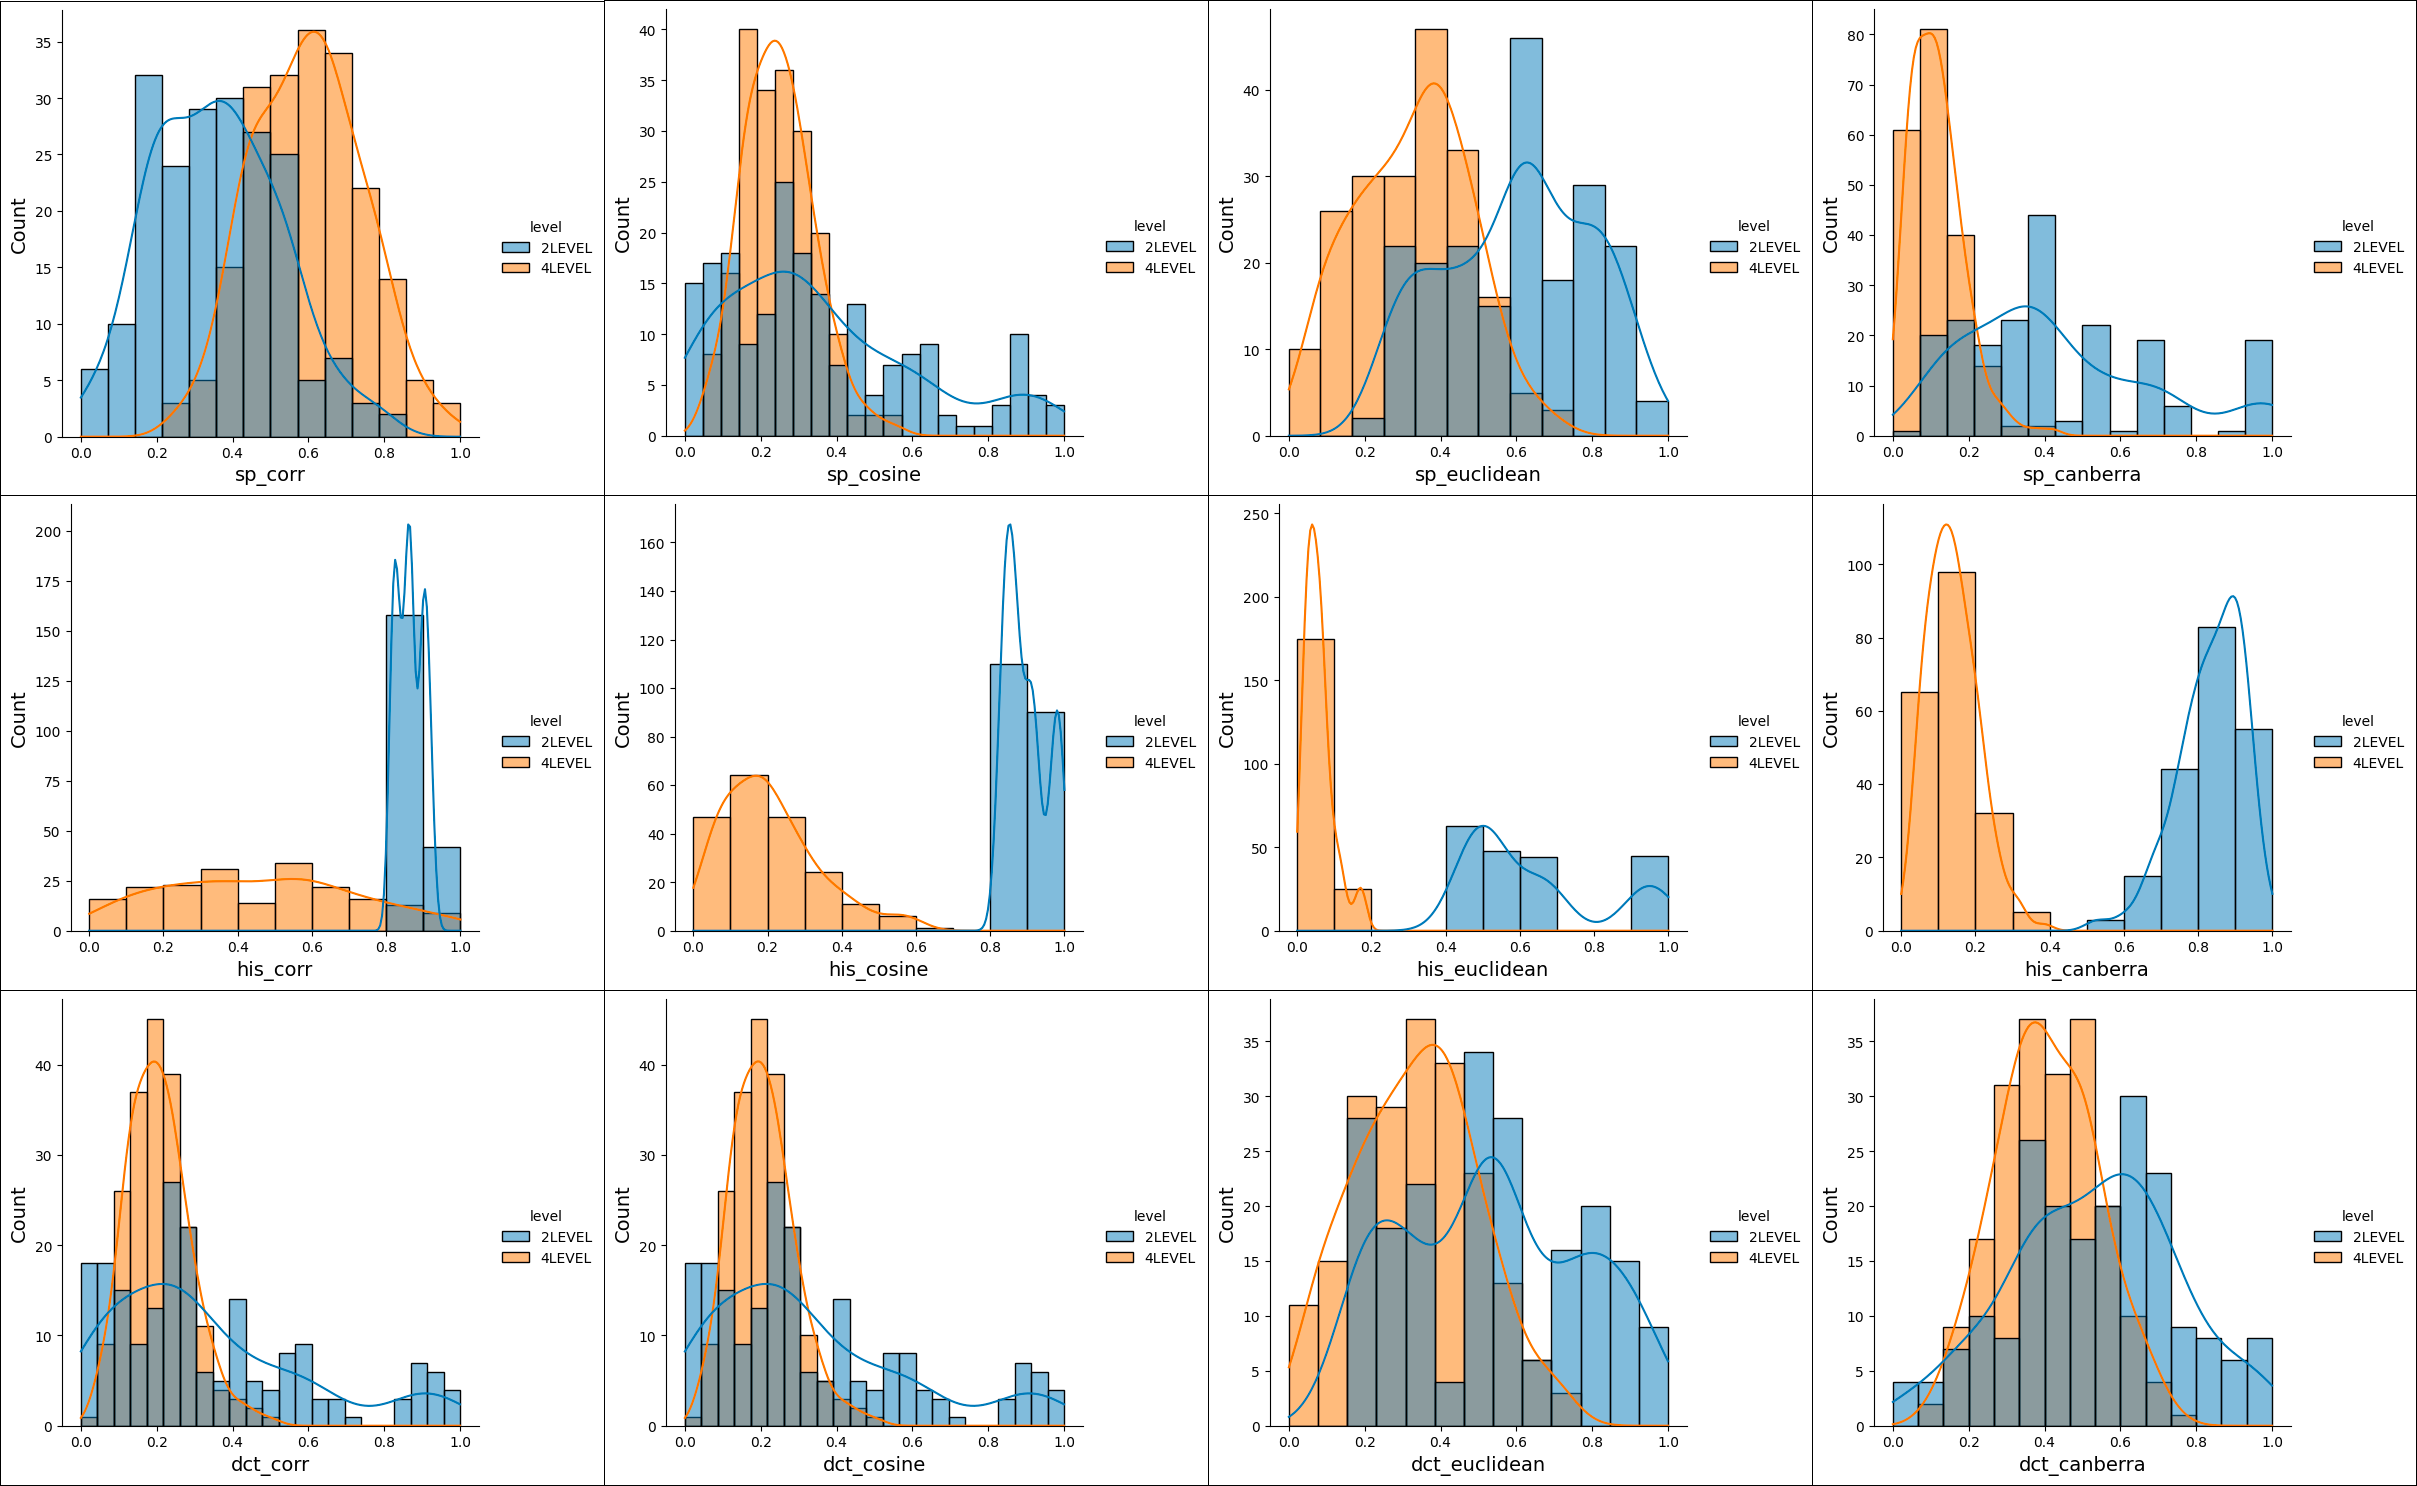 35
30
25
20
15
10
5
0
Count
0.0 0.2 0.4 0.6 0.8 1.0
sp_corr
level
2LEVEL
4LEVEL
40
35
30
25
20
15
10
5
0
Count
0.0 0.2 0.4 0.6 0.8 1.0
sp_cosine
level
2LEVEL
4LEVEL
40
30
20
10
0
Count
0.0 0.2 0.4 0.6 0.8 1.0
sp_euclidean
level
2LEVEL
4LEVEL
80
70
60
50
40
30
20
10
0
Count
0.0 0.2 0.4 0.6 0.8 1.0
sp_canberra
level
2LEVEL
4LEVEL
200
175
150
125
100
75
50
25
0
Count
0.0 0.2 0.4 0.6 0.8 1.0
his_corr
level
2LEVEL
4LEVEL
160
140
120
100
80
60
40
20
0
Count
0.0 0.2 0.4 0.6 0.8 1.0
his_cosine
level
2LEVEL
4LEVEL
250
200
150
100
50
0
Count
0.0 0.2 0.4 0.6 0.8 1.0
his_euclidean
level
2LEVEL
4LEVEL
100
80
60
40
20
0
Count
0.0 0.2 0.4 0.6 0.8 1.0
his_canberra
level
2LEVEL
4LEVEL
40
30
20
10
0
Count
0.0 0.2 0.4 0.6 0.8 1.0
dct_corr
level
2LEVEL
4LEVEL
40
30
20
10
0
Count
0.0 0.2 0.4 0.6 0.8 1.0
dct_cosine
level
2LEVEL
4LEVEL
35
30
25
20
15
10
5
0
Count
0.0 0.2 0.4 0.6 0.8 1.0
dct_euclidean
level
2LEVEL
4LEVEL
35
30
25
20
15
10
5
0
Count
0.0 0.2 0.4 0.6 0.8 1.0
dct_canberra
level
2LEVEL
4LEVEL